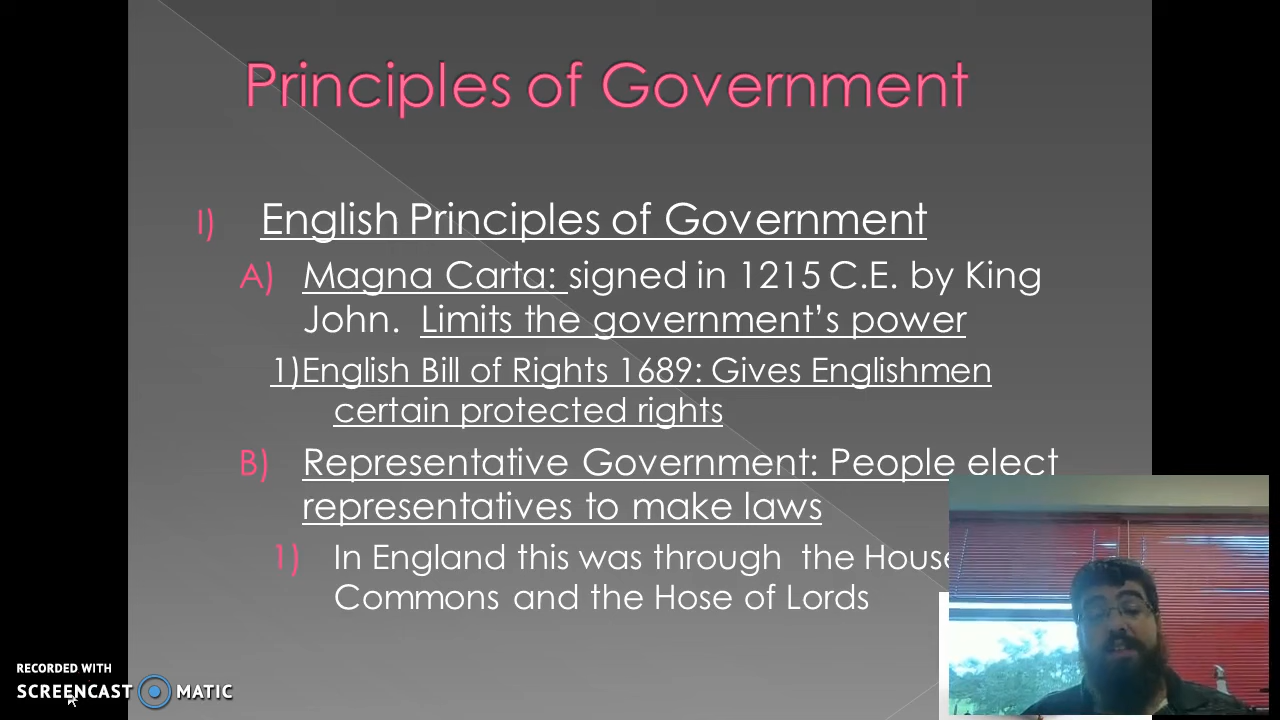 Principles of Government
I) English Principles of Government
A) Magna Carta: signed in 1215 C.E. by King
John. Limits the government's power
1)English Bill of Rights 1689: Gives Englishmen
certain protected rights
B) Representative Government: People elect
representatives to make laws
1) In England this was through the House
Commons and the Hose of Lords
RECORDED WITH
SCREENCAST MATIC